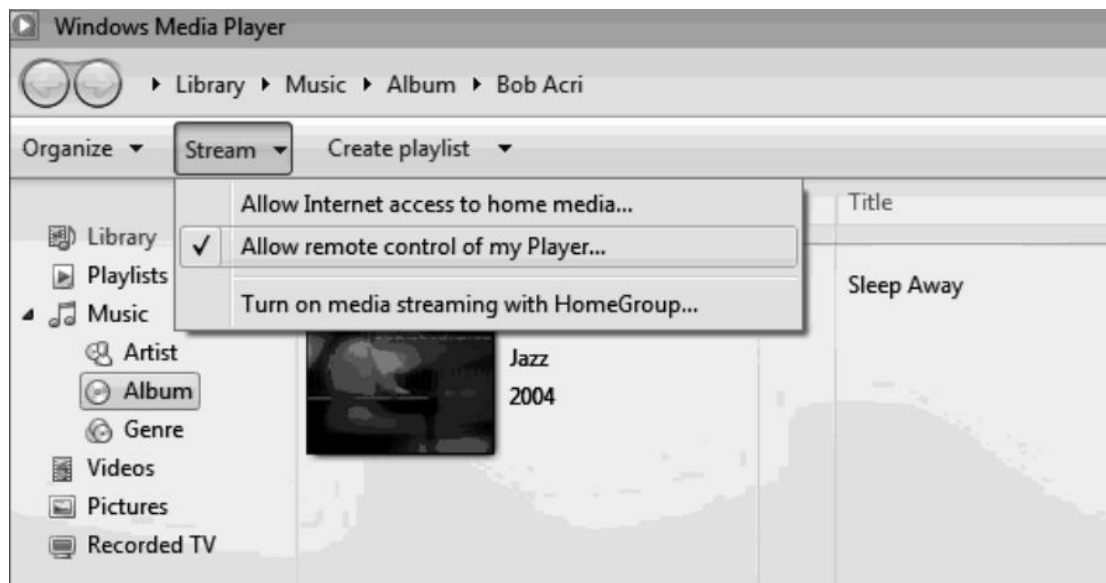 Windows Media Player
Library Music Album Bob Acri
Organize Stream Create playlist
Allow Internet access to home media...
Allow remote control of my Player...
Turn on media streaming with HomeGroup...
Library
Playlists
Music
Artist
Album
Genre
Videos
Pictures
Recorded TV
Jazz
2004
Title
Sleep Away